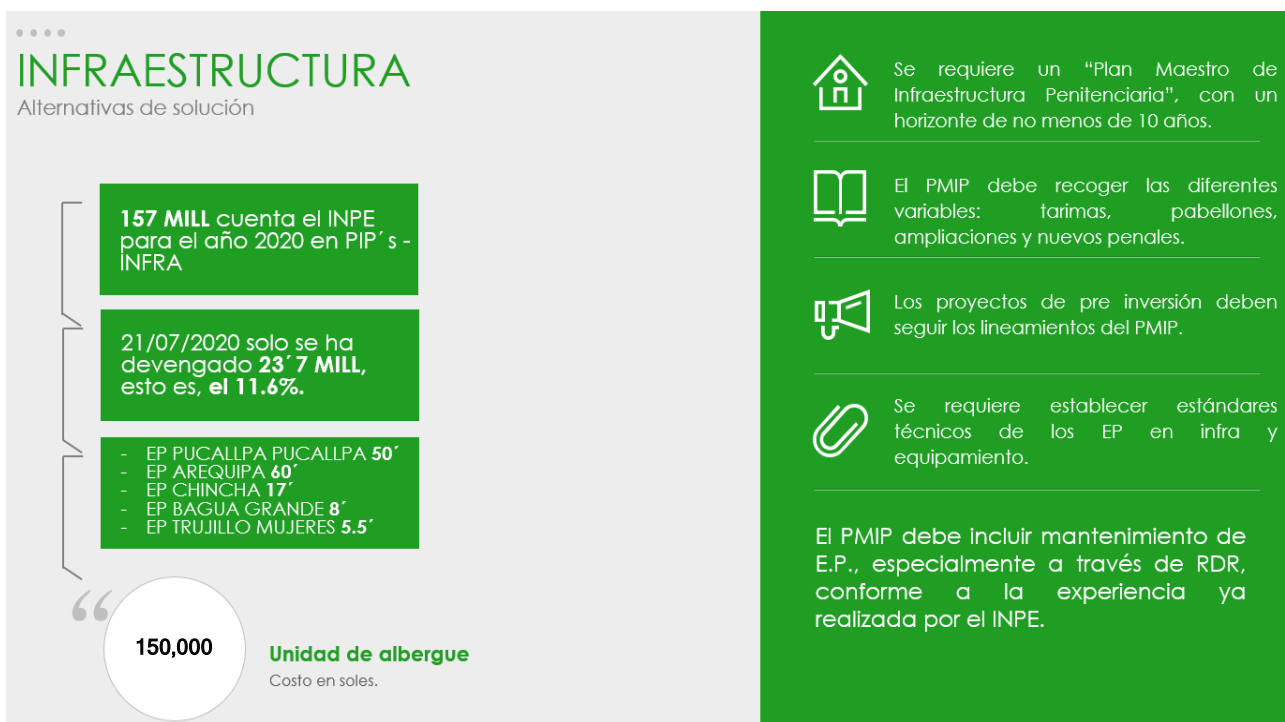 INFRAESTRUCTURA
Alternativas de solución
157 MILL cuenta el INPE
para el año 2020 en PIP´s -
INFRA
21/07/2020 solo se ha
devengado 23´7 MILL,
esto es, el 11.6%.
- EP PUCALLPA PUCALLPA 50´
- EP AREQUIPA 60´
- EP CHINCHA 17´
- EP BAGUA GRANDE 8´
- EP TRUJILLO MUJERES 5.5´
“
150,000
Unidad de albergue
Costo en soles.
Se requiere un “Plan Maestro de
Infraestructura Penitenciaria”, con un
horizonte de no menos de 10 años.
El PMIP debe recoger las diferentes
variables: tarimas, pabellones,
ampliaciones y nuevos penales.
Los proyectos de pre inversión deben
seguir los lineamientos del PMIP.
Se requiere establecer estándares
técnicos de los EP en infra y
equipamiento.
El PMIP debe incluir mantenimiento de
E.P., especialmente a través de RDR,
conforme a la experiencia ya
realizada por el INPE.